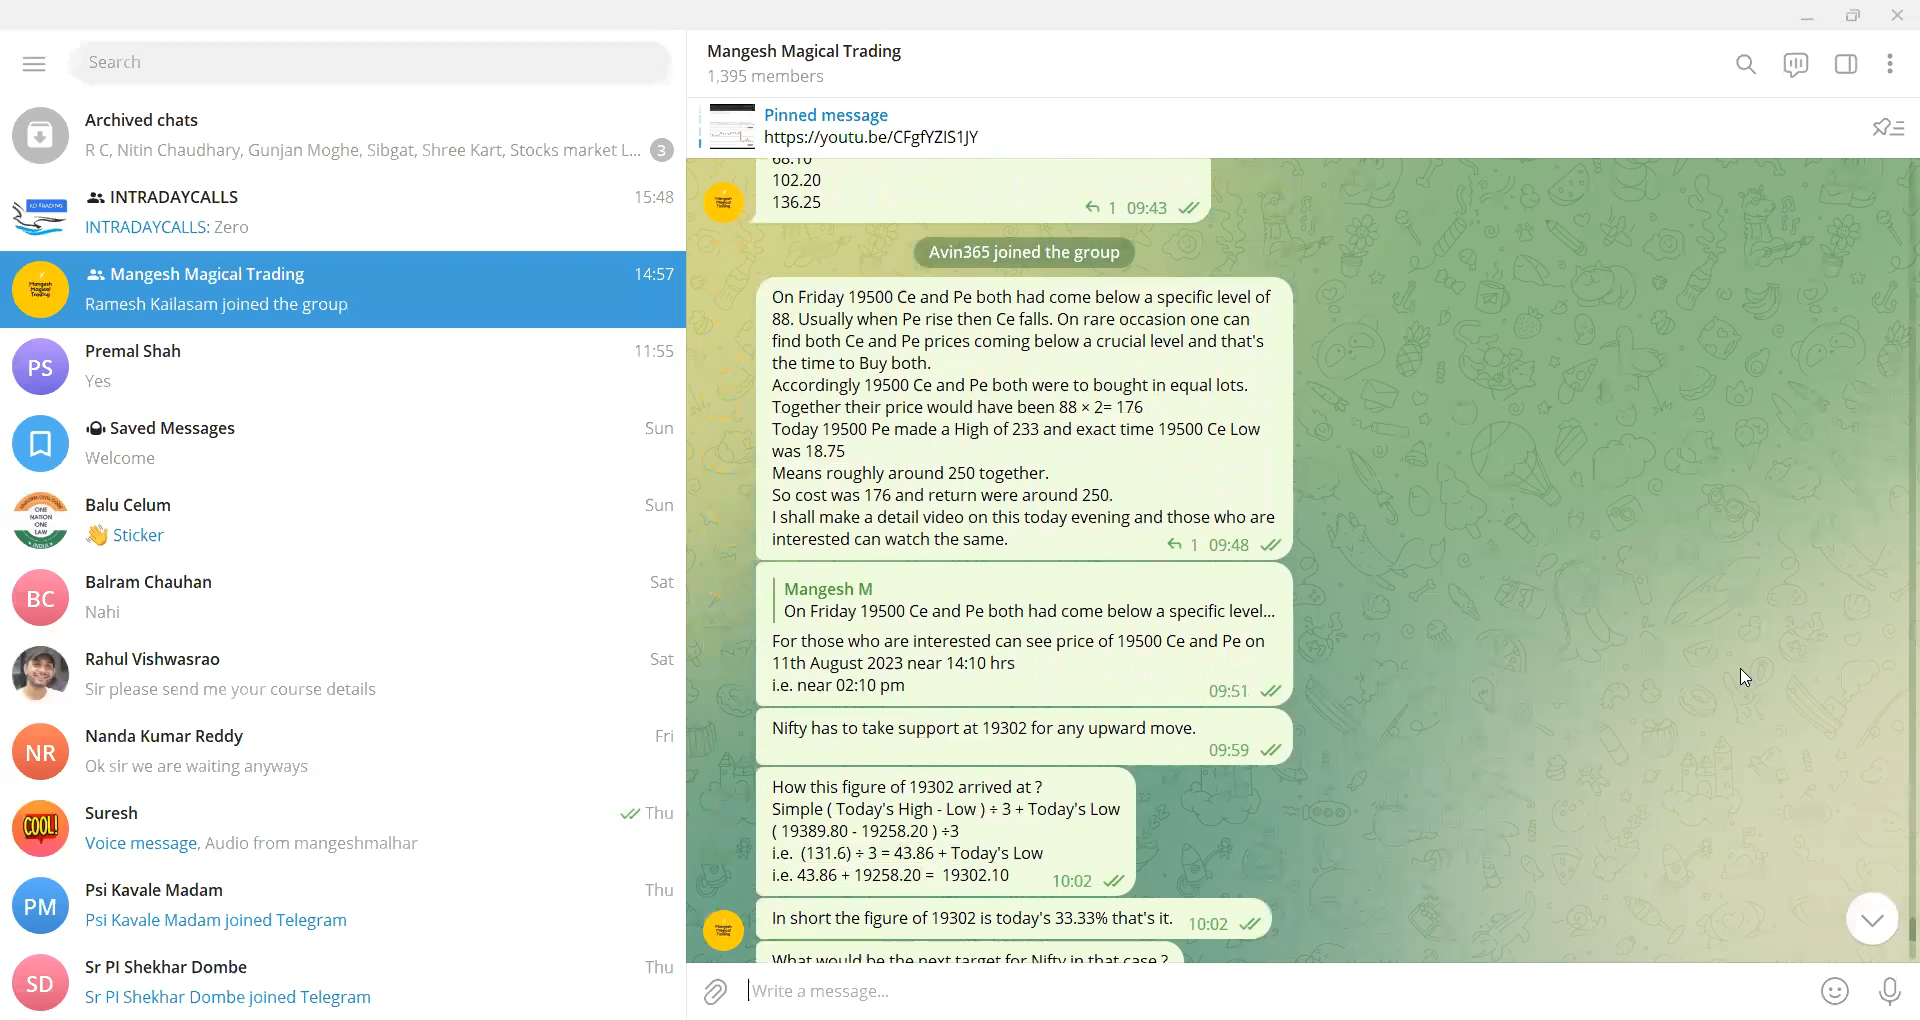 Search
Archived chats
R C, Nitin Chaudhary, Gunjan Moghe, Sibgat, Shree Kart, Stocks market L... 3
INTRADAYCALLS 15:48
INTRADAYCALLS: Zero
Mangesh Magical Trading 14:57
Ramesh Kailasam joined the group
PS
Premal Shah 11:55
Yes
Saved Messages Sun
Welcome
ONE
NATION
ONE
LAW
Balu Celum Sun
👋 Sticker
BC
Balram Chauhan Sat
Nahi
Rahul Vishwasrao Sat
Sir please send me your course details
NR
Nanda Kumar Reddy Fri
Ok sir we are waiting anyways
COOL!
Suresh Thu
Voice message, Audio from mangeshmalhar
PM
Psi Kavale Madam Thu
Psi Kavale Madam joined Telegram
SD
Sr PI Shekhar Dombe Thu
Sr PI Shekhar Dombe joined Telegram
Mangesh Magical Trading
1,395 members
Pinned message
https://youtu.be/CFgfYZIS1JY
68.10
102.20
136.25
1 09:43
Avin365 joined the group
On Friday 19500 Ce and Pe both had come below a specific level of
88. Usually when Pe rise then Ce falls. On rare occasion one can
find both Ce and Pe prices coming below a crucial level and that's
the time to Buy both.
Accordingly 19500 Ce and Pe both were to bought in equal lots.
Together their price would have been 88 × 2= 176
Today 19500 Pe made a High of 233 and exact time 19500 Ce Low
was 18.75
Means roughly around 250 together.
So cost was 176 and return were around 250.
I shall make a detail video on this today evening and those who are
interested can watch the same.
1 09:48
Mangesh M
On Friday 19500 Ce and Pe both had come below a specific level...
For those who are interested can see price of 19500 Ce and Pe on
11th August 2023 near 14:10 hrs
i.e. near 02:10 pm
09:51
Nifty has to take support at 19302 for any upward move.
09:59
How this figure of 19302 arrived at ?
Simple ( Today's High - Low ) ÷ 3 + Today's Low
( 19389.80 - 19258.20 ) ÷3
i.e. (131.6) ÷ 3 = 43.86 + Today's Low
i.e. 43.86 + 19258.20 = 19302.10
10:02
In short the figure of 19302 is today's 33.33% that's it. 10:02
What would be the next target for Nifty in that case ?
Write a message...